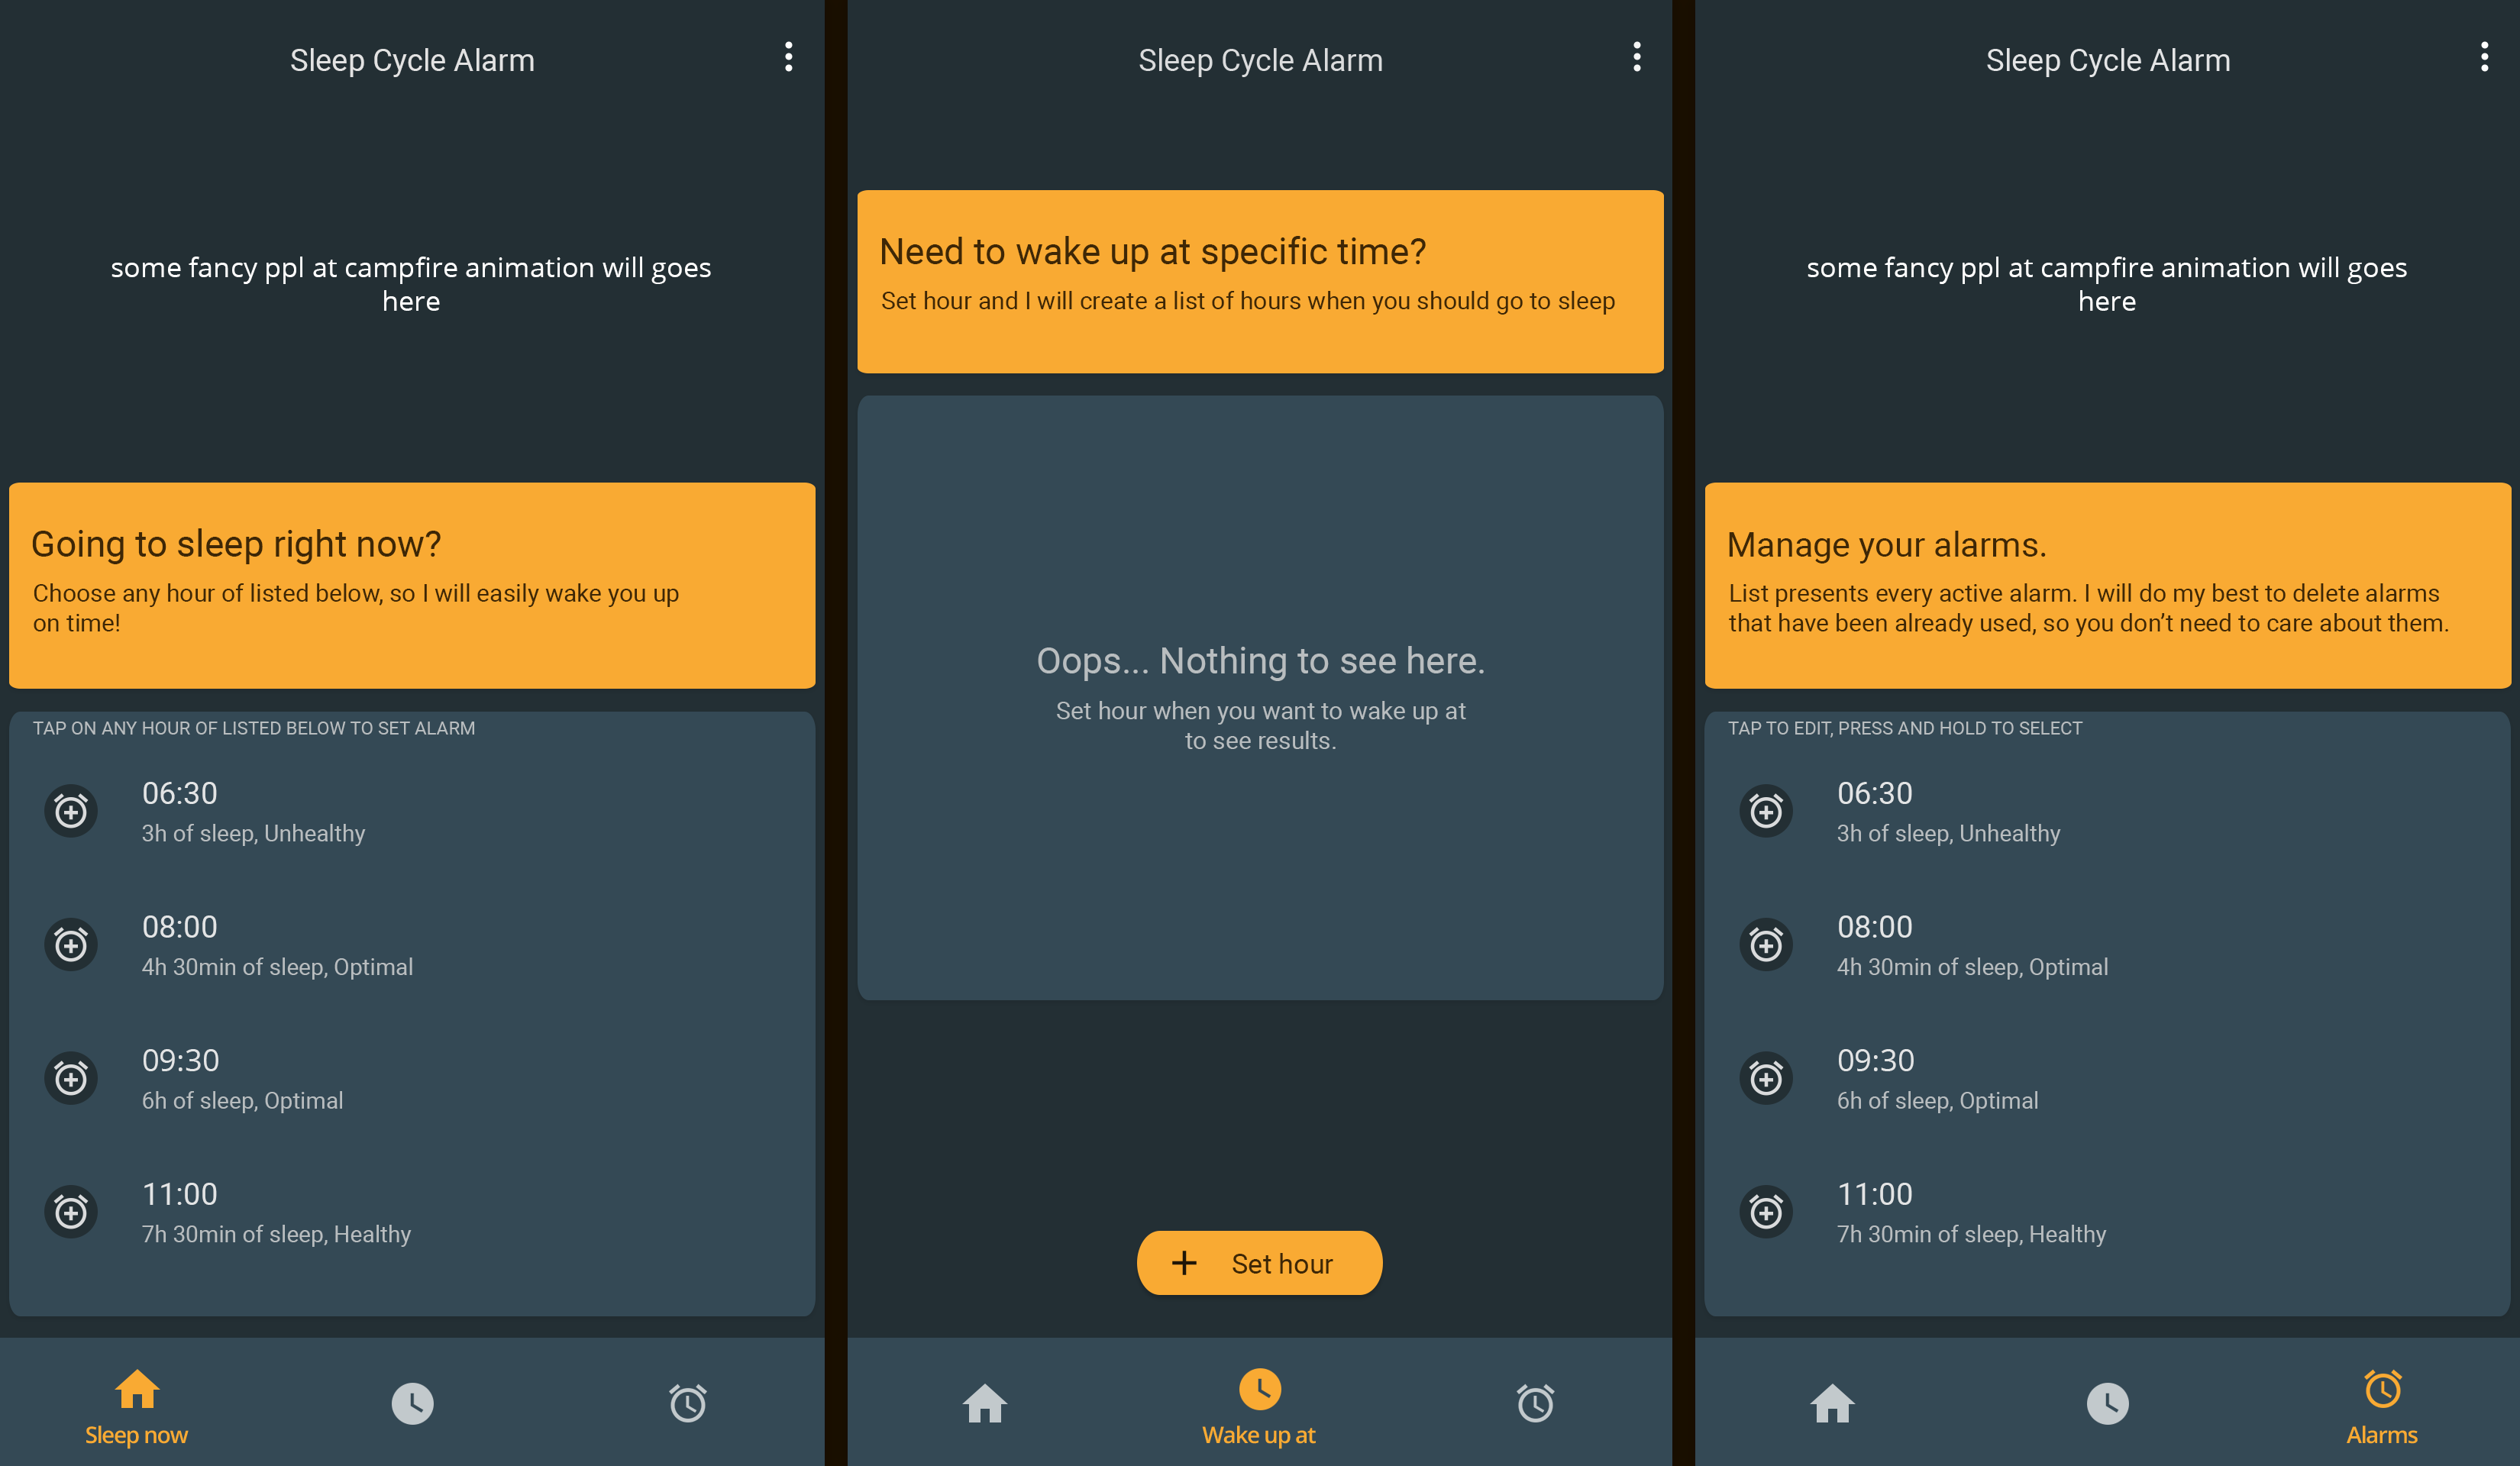 Sleep Cycle Alarm
some fancy ppl at campfire animation will goes
here
Going to sleep right now?
Choose any hour of listed below, so I will easily wake you up
on time!
TAP ON ANY HOUR OF LISTED BELOW TO SET ALARM
06:30
3h of sleep, Unhealthy
08:00
4h 30min of sleep, Optimal
09:30
6h of sleep, Optimal
11:00
7h 30min of sleep, Healthy
Sleep now
Sleep Cycle Alarm
Need to wake up at specific time?
Set hour and I will create a list of hours when you should go to sleep
Oops... Nothing to see here.
Set hour when you want to wake up at
to see results.
Set hour
Wake up at
Sleep Cycle Alarm
some fancy ppl at campfire animation will goes
here
Manage your alarms.
List presents every active alarm. I will do my best to delete alarms
that have been already used, so you don’t need to care about them.
TAP TO EDIT, PRESS AND HOLD TO SELECT
06:30
3h of sleep, Unhealthy
08:00
4h 30min of sleep, Optimal
09:30
6h of sleep, Optimal
11:00
7h 30min of sleep, Healthy
Alarms